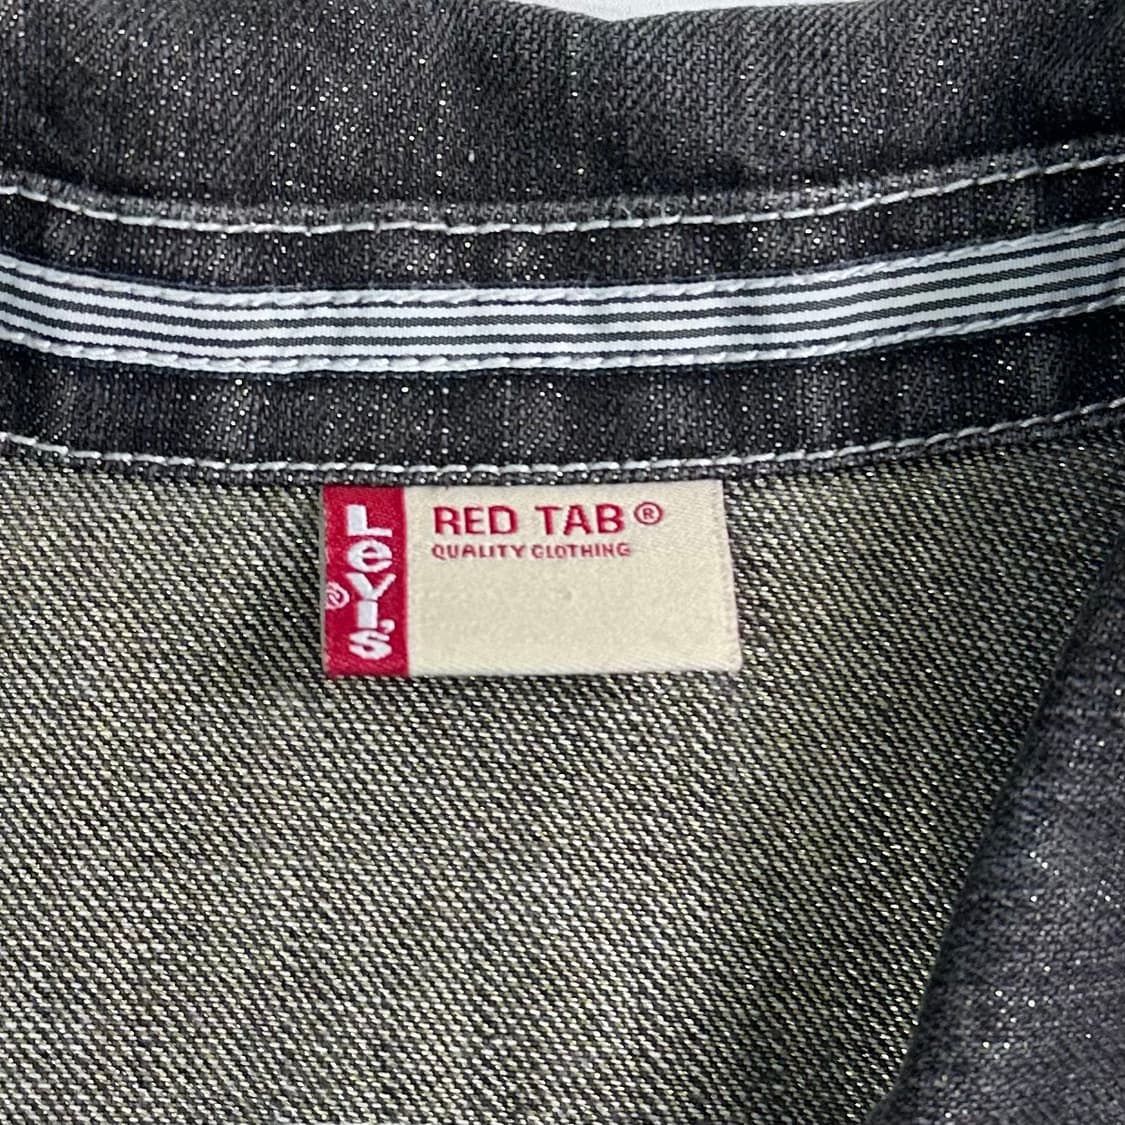 Levi's®
RED TAB®
QUALITY CLOTHING